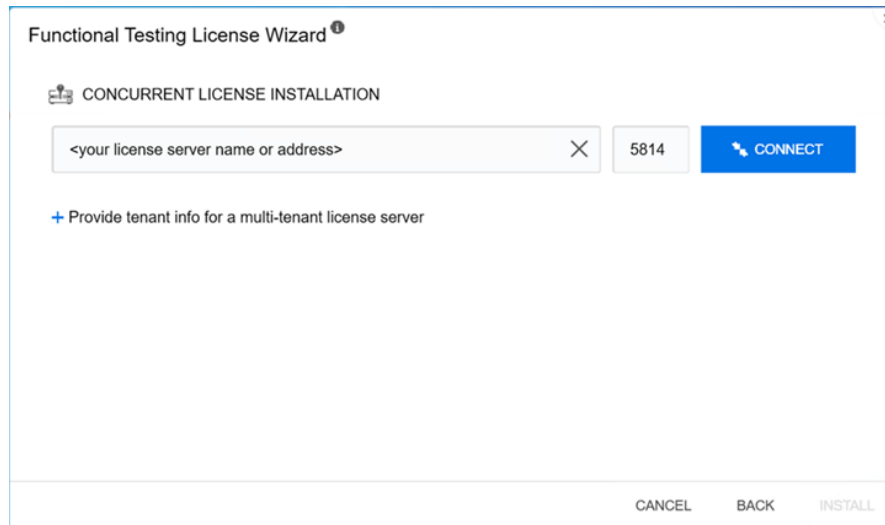 Functional Testing License Wizard
CONCURRENT LICENSE INSTALLATION
<your license server name or address> 5814 CONNECT
+ Provide tenant info for a multi-tenant license server
CANCEL BACK INSTALL